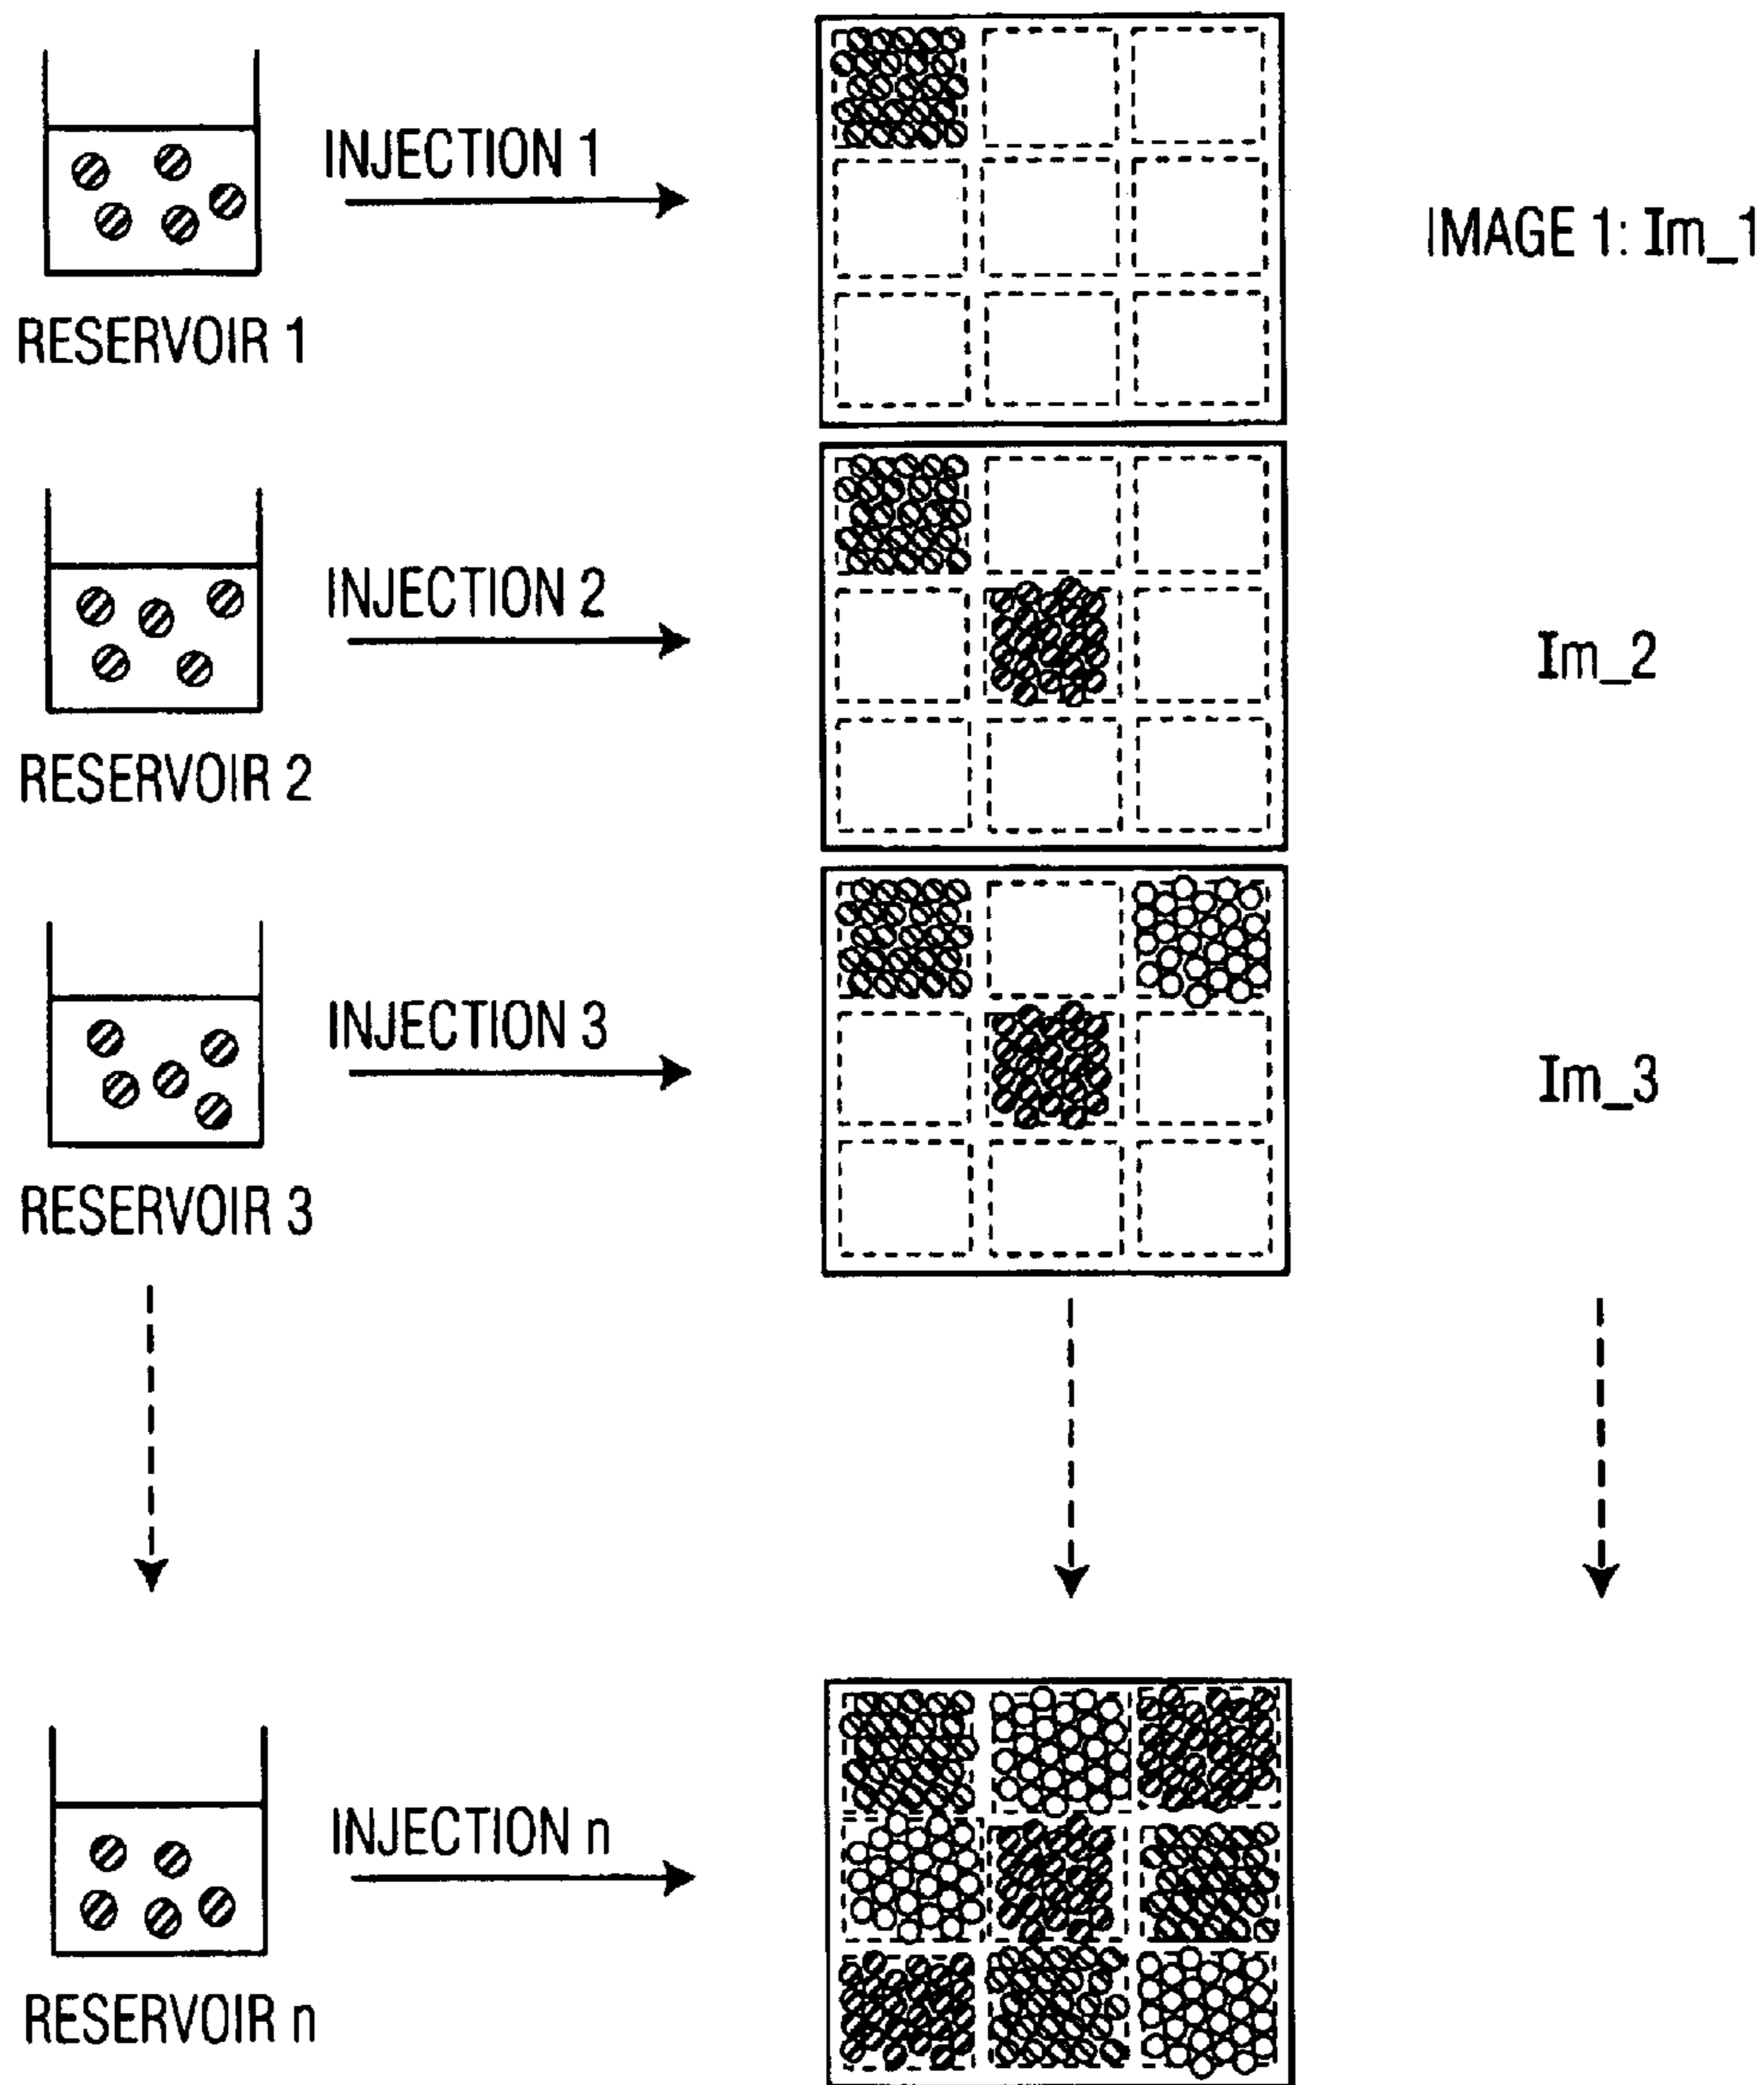 INJECTION 1
IMAGE 1: Im_1
RESERVOIR 1
INJECTION 2
Im_2
RESERVOIR 2
INJECTION 3
Im_3
RESERVOIR 3
INJECTION n
RESERVOIR n